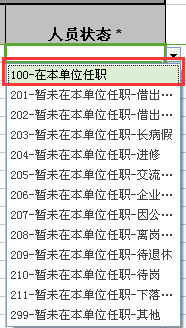 人员状态 *
100-在本单位任职
201-暂未在本单位任职-借出…
202-暂未在本单位任职-借出…
203-暂未在本单位任职-长病假
204-暂未在本单位任职-进修
205-暂未在本单位任职-交流…
206-暂未在本单位任职-企业…
207-暂未在本单位任职-因公…
208-暂未在本单位任职-离岗…
209-暂未在本单位任职-待退休
210-暂未在本单位任职-待岗
211-暂未在本单位任职-下落…
299-暂未在本单位任职-其他